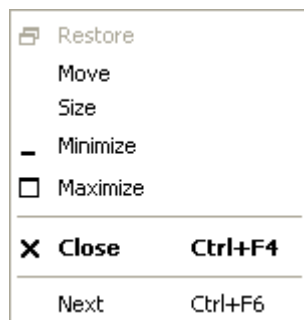 Restore
Move
Size
Minimize
Maximize
Close Ctrl+F4
Next Ctrl+F6